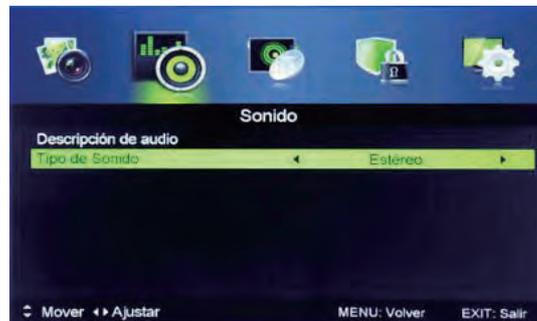 Sonido
Descripción de audio
Tipo de Sonido Estéreo
Mover Ajustar MENU: Volver EXIT: Salir